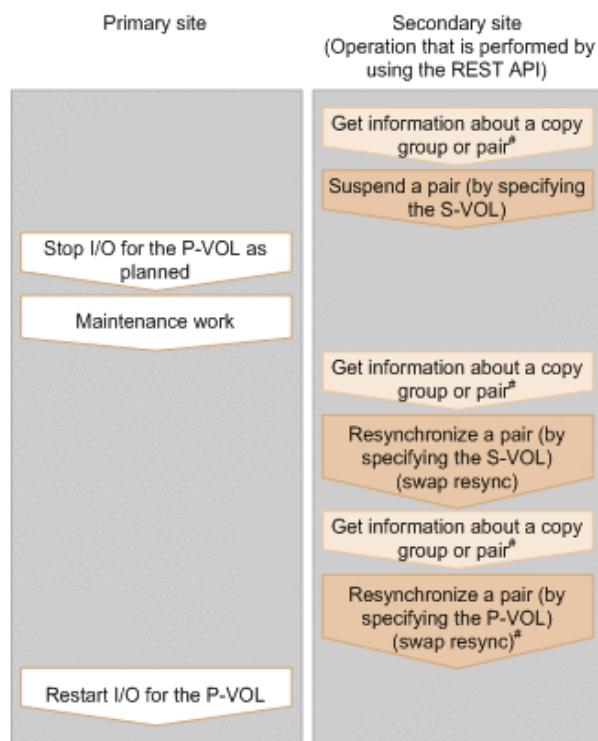 Primary site
Secondary site
(Operation that is performed by
using the REST API)
Get information about a copy
group or pair#
Suspend a pair (by specifying
the S-VOL)
Stop I/O for the P-VOL as
planned
Maintenance work
Get information about a copy
group or pair#
Resynchronize a pair (by
specifying the S-VOL)
(swap resync)
Get information about a copy
group or pair#
Resynchronize a pair (by
specifying the P-VOL)
(swap resync)#
Restart I/O for the P-VOL